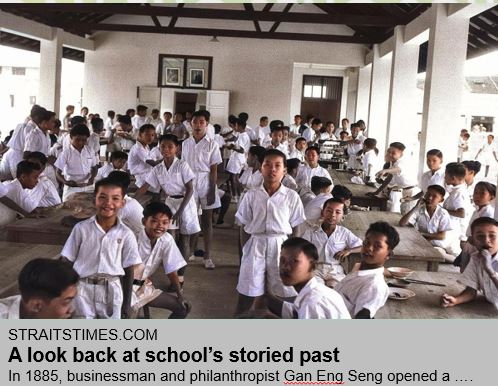 STRAITSTIMES.COM
A look back at school's storied past
In 1885, businessman and philanthropist Gan Eng Seng opened a ….